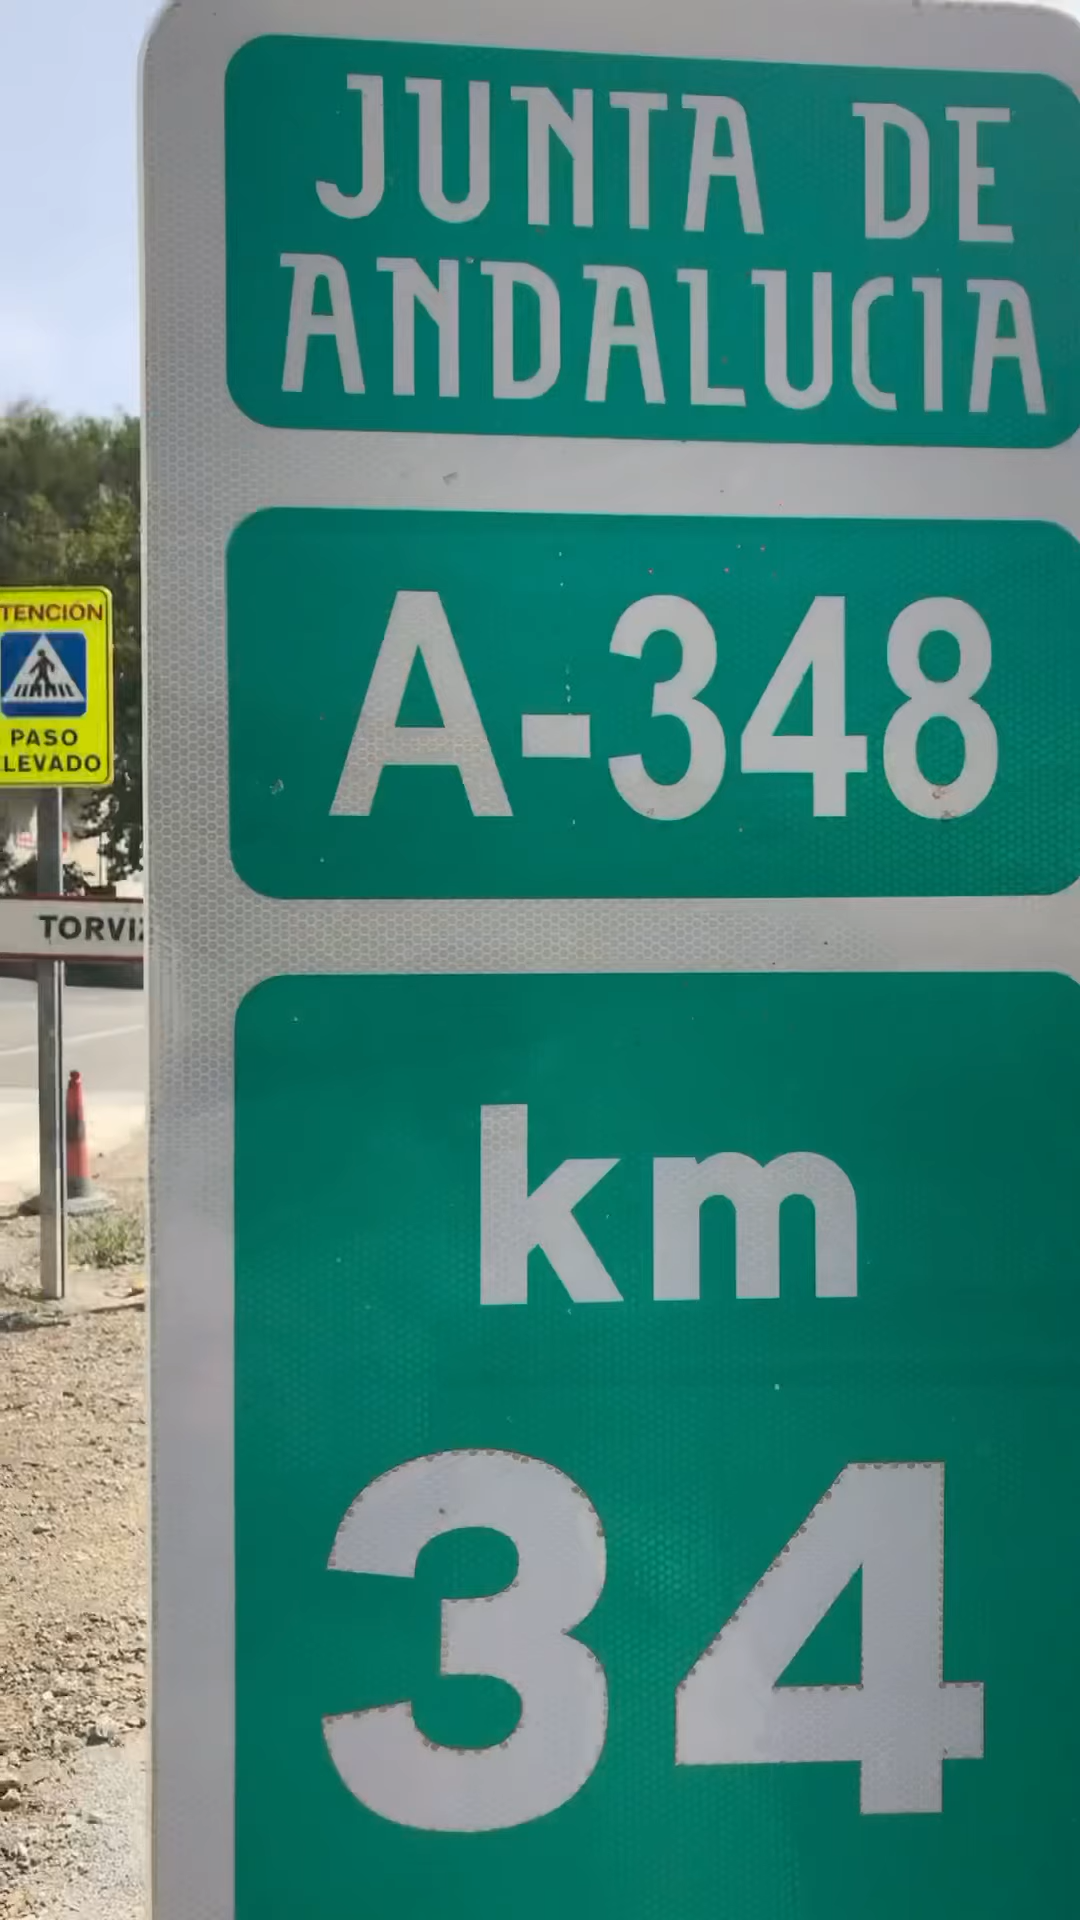 JUNTA DE
ANDALUCIA
A-348
km
34
TENCIÓN
PASO
LEVADO
TORVIZ